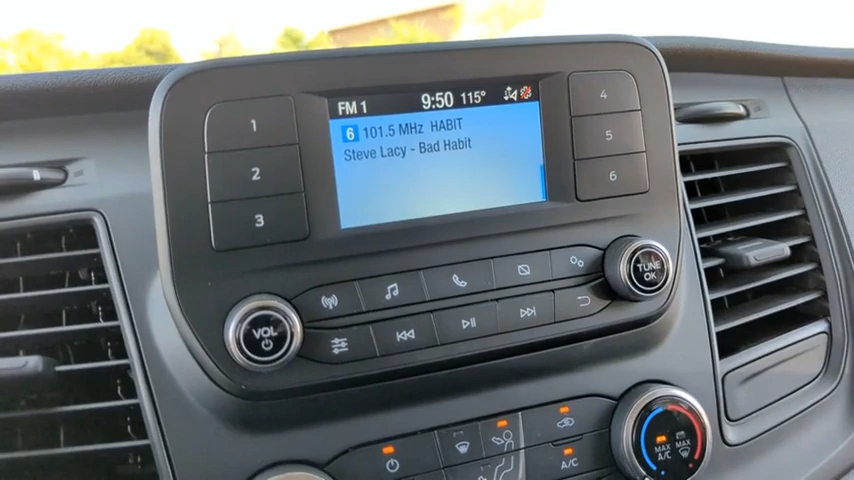 FM 1 9:50 115°
6 101.5 MHz HABIT
Steve Lacy - Bad Habit
1
2
3
4
5
6
VOL
TUNE
OK
A/C
MAX
A/C
MAX